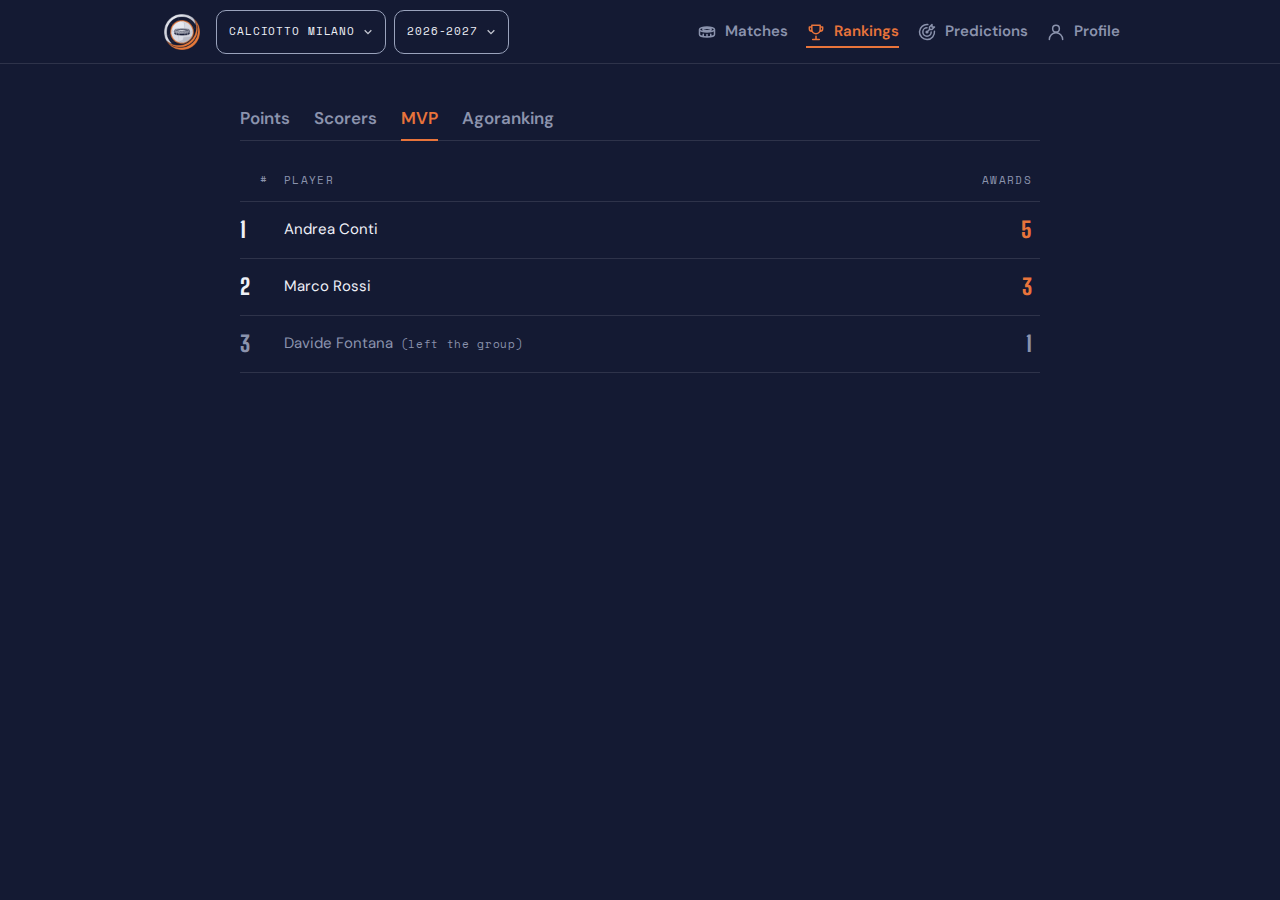 CALCIOTTO MILANO 2026-2027 Matches Rankings Predictions Profile
Points Scorers MVP Agoranking
# PLAYER AWARDS
1 Andrea Conti 5
2 Marco Rossi 3
3 Davide Fontana (left the group) 1